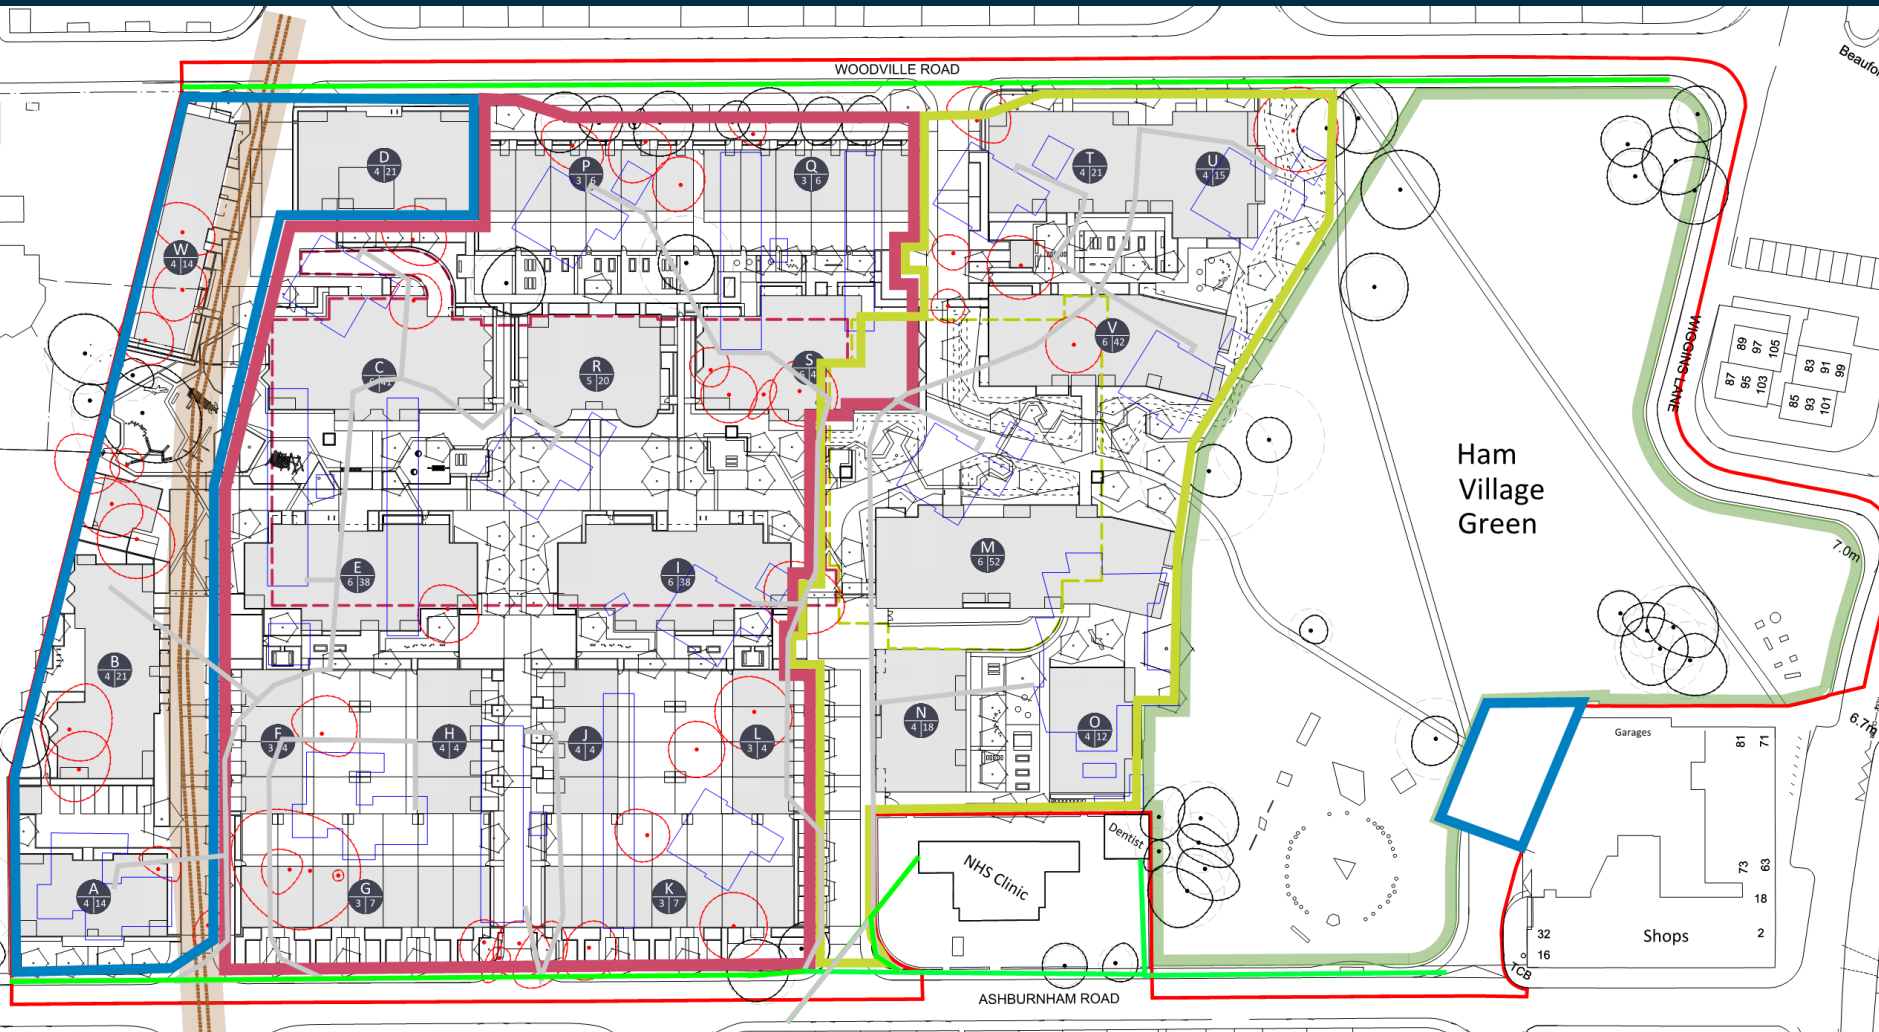 WOODVILLE ROAD
Beaufo
D
4 21
P
3 6
Q
3 6
T
4 21
U
4 15
W
4 14
C
R
5 20
S
V
6 42
WIGGINS LANE
89
97
105
87
95
103
83
91
99
85
93
101
Ham
Village
Green
E
6 38
I
6 38
M
6 52
7.0m
B
4 21
F
3 4
H
4 4
J
4 4
L
3 4
N
4 18
O
4 12
Garages
81
71
6.7m
A
4 14
G
3 7
K
3 7
Dentist
NHS Clinic
73
63
18
32
Shops
2
16
TCB
ASHBURNHAM ROAD